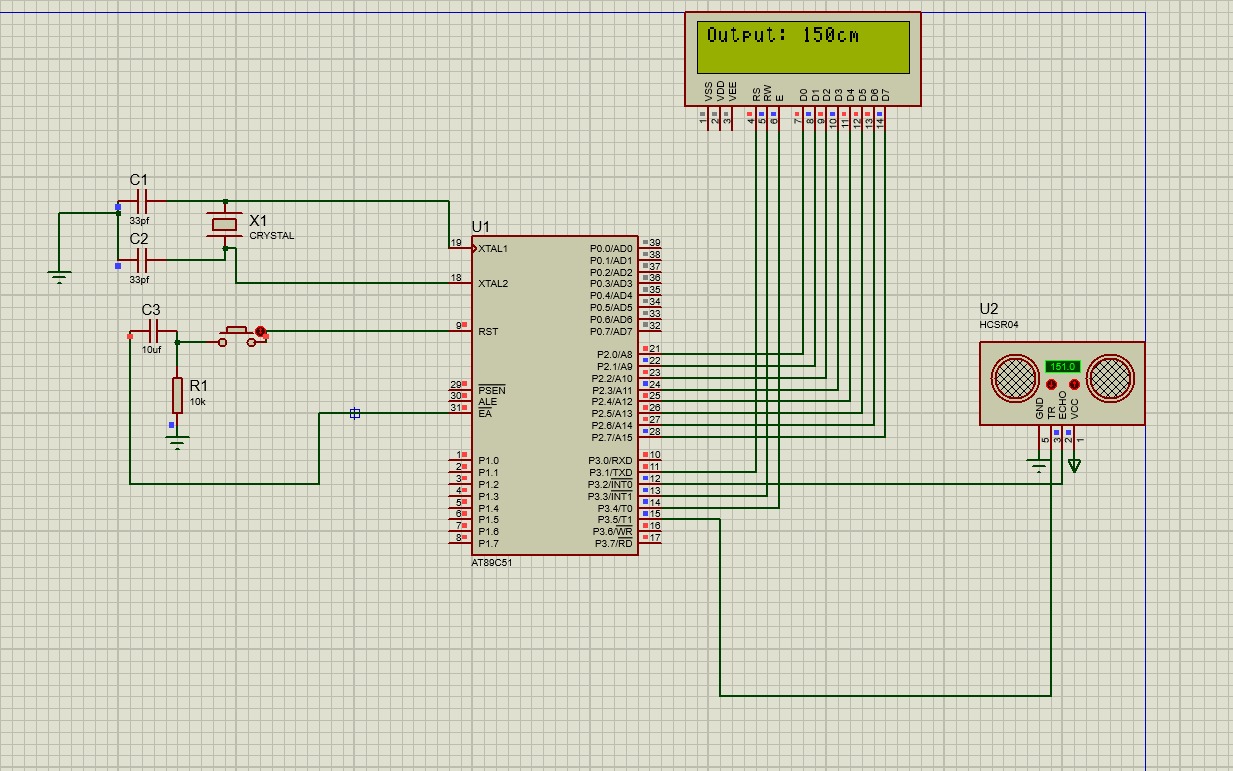 Output: 150cm
VSS
VDD
VEE
RS
RW
E
D0
D1
D2
D3
D4
D5
D6
D7
1
2
3
4
5
6
7
8
9
10
11
12
13
14
C1
33pf
C2
33pf
X1
CRYSTAL
C3
10uf
R1
10k
U1
19 XTAL1
18 XTAL2
9 RST
29 PSEN
30 ALE
31 EA
1 P1.0
2 P1.1
3 P1.2
4 P1.3
5 P1.4
6 P1.5
7 P1.6
8 P1.7
P0.0/AD0 39
P0.1/AD1 38
P0.2/AD2 37
P0.3/AD3 36
P0.4/AD4 35
P0.5/AD5 34
P0.6/AD6 33
P0.7/AD7 32
P2.0/A8 21
P2.1/A9 22
P2.2/A10 23
P2.3/A11 24
P2.4/A12 25
P2.5/A13 26
P2.6/A14 27
P2.7/A15 28
P3.0/RXD 10
P3.1/TXD 11
P3.2/INT0 12
P3.3/INT1 13
P3.4/T0 14
P3.5/T1 15
P3.6/WR 16
P3.7/RD 17
AT89C51
U2
HCSR04
151.0
GND
TR
ECHO
VCC
5
3
2
1